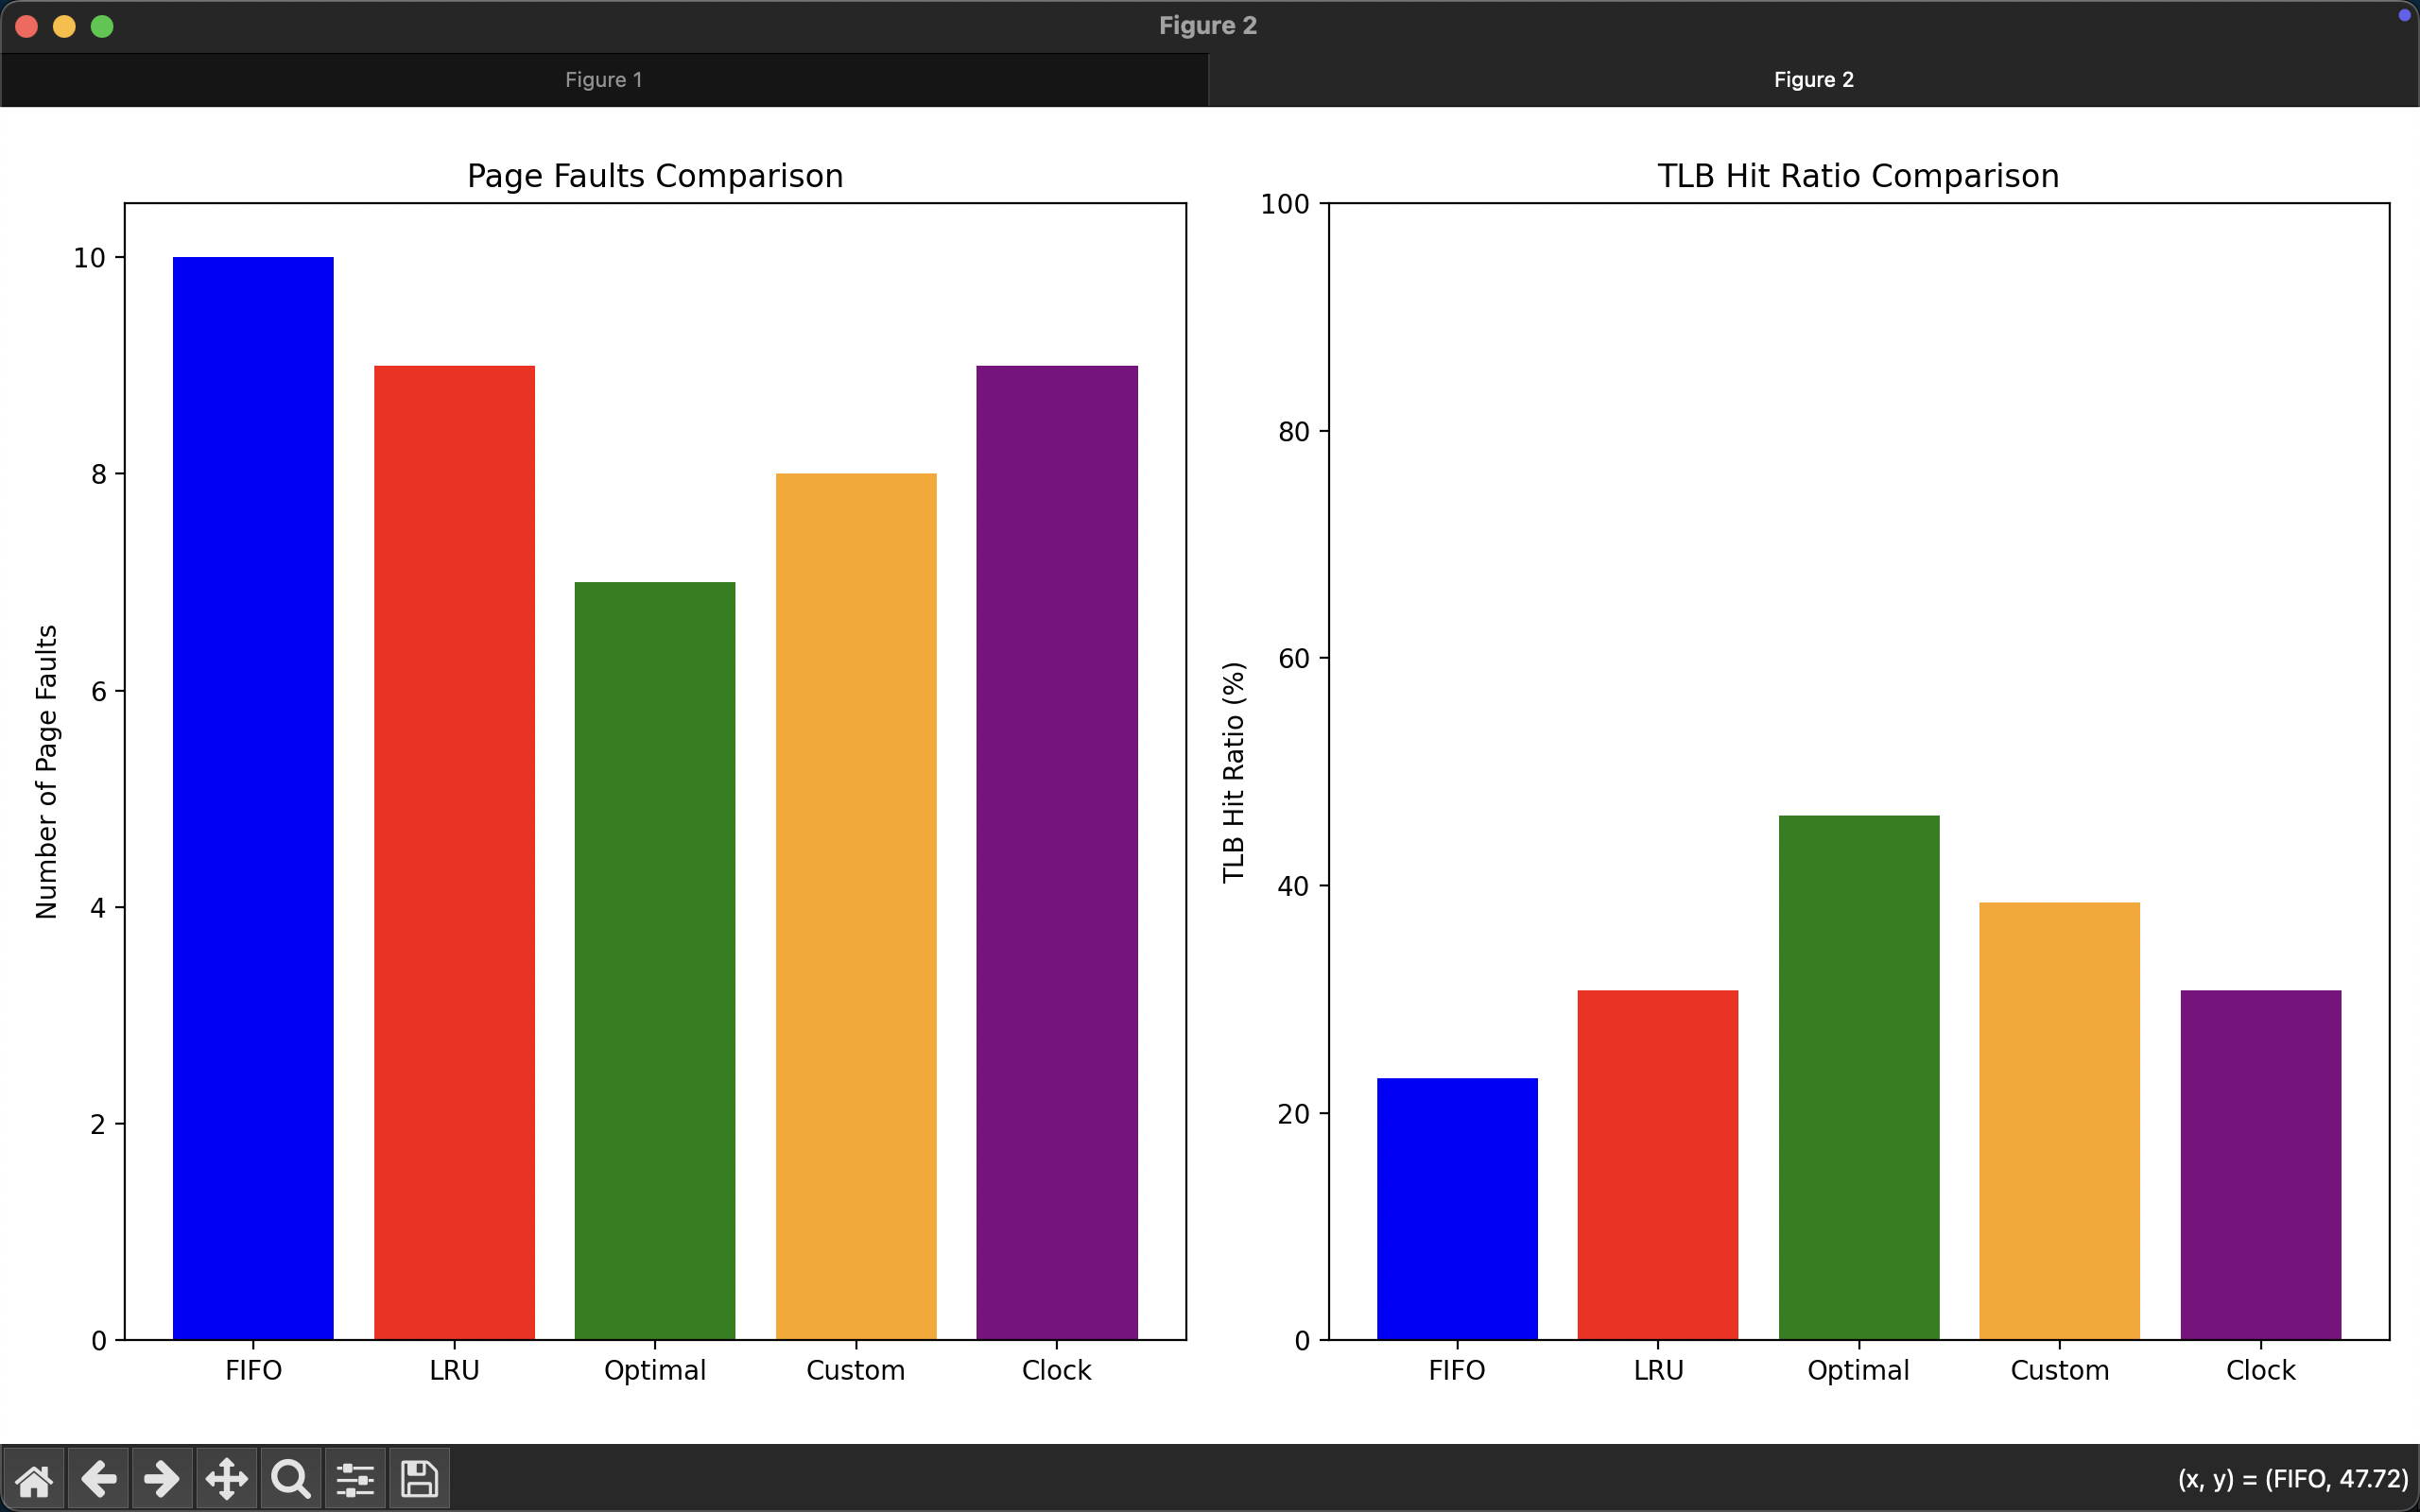 Figure 2
Figure 1
Figure 2
Page Faults Comparison
Number of Page Faults
10
8
6
4
2
0
FIFO LRU Optimal Custom Clock
TLB Hit Ratio Comparison
TLB Hit Ratio (%)
100
80
60
40
20
0
FIFO LRU Optimal Custom Clock
(x, y) = (FIFO, 47.72)